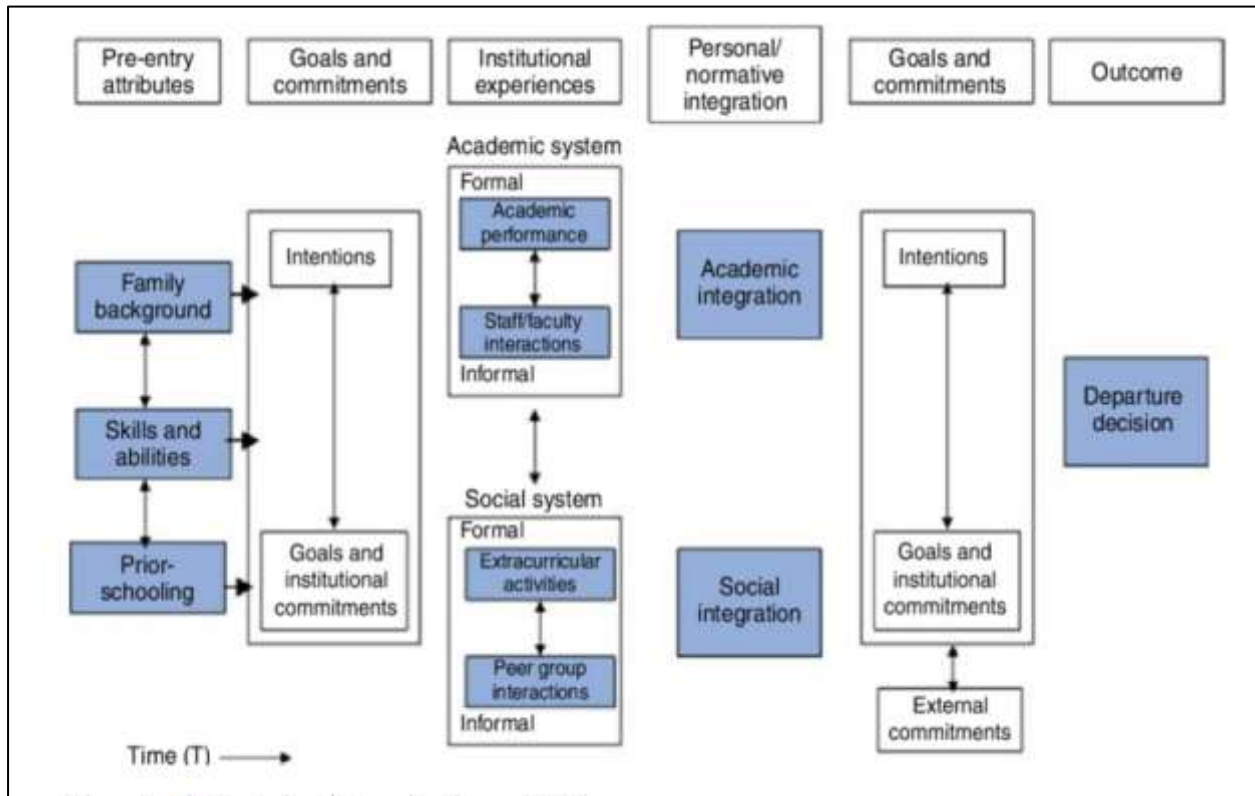 Pre-entry
attributes
Goals and
commitments
Institutional
experiences
Personal/
normative
integration
Goals and
commitments
Outcome
Family
background
Skills and
abilities
Prior-
schooling
Intentions
Goals and
institutional
commitments
Academic system
Formal
Academic
performance
Staff/faculty
interactions
Informal
Social system
Formal
Extracurricular
activities
Peer group
interactions
Informal
Academic
integration
Social
integration
Intentions
Goals and
institutional
commitments
External
commitments
Departure
decision
Time (T)